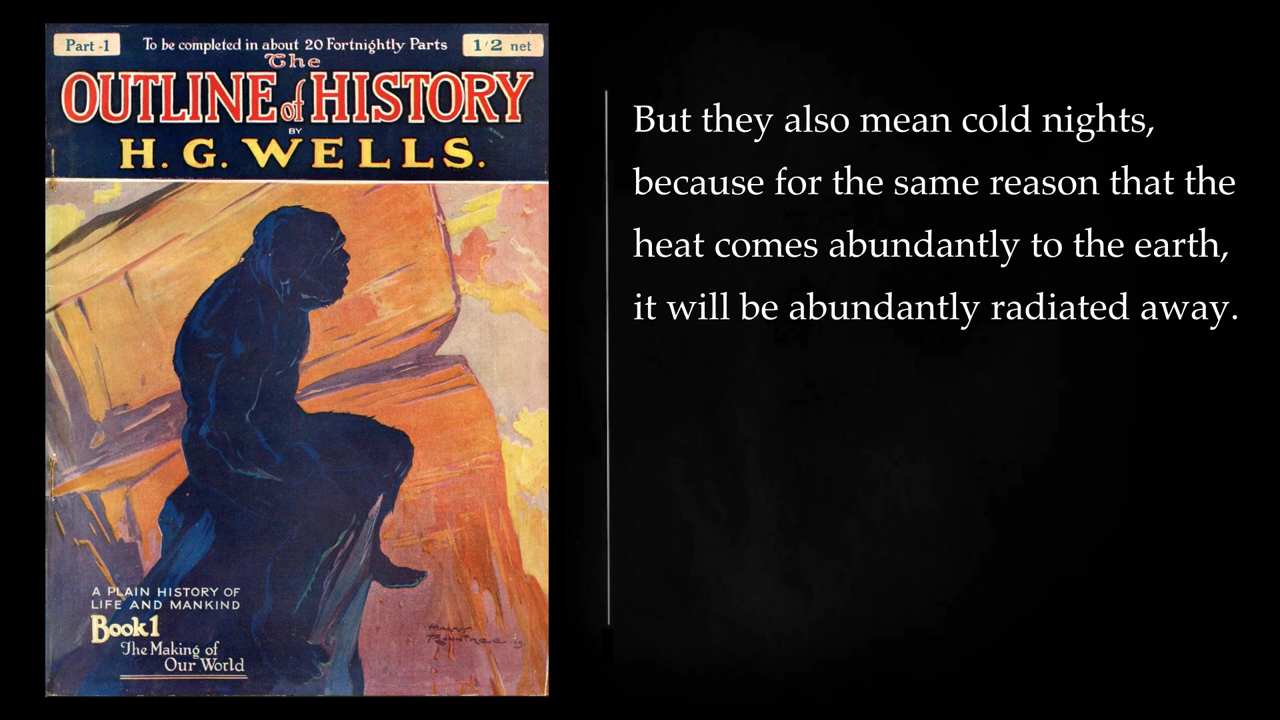 Part -1
To be completed in about 20 Fortnightly Parts
1/2 net
The
OUTLINE of HISTORY
BY
H. G. WELLS.
A PLAIN HISTORY OF
LIFE AND MANKIND
Book 1
The Making of
Our World
But they also mean cold nights,
because for the same reason that the
heat comes abundantly to the earth,
it will be abundantly radiated away.